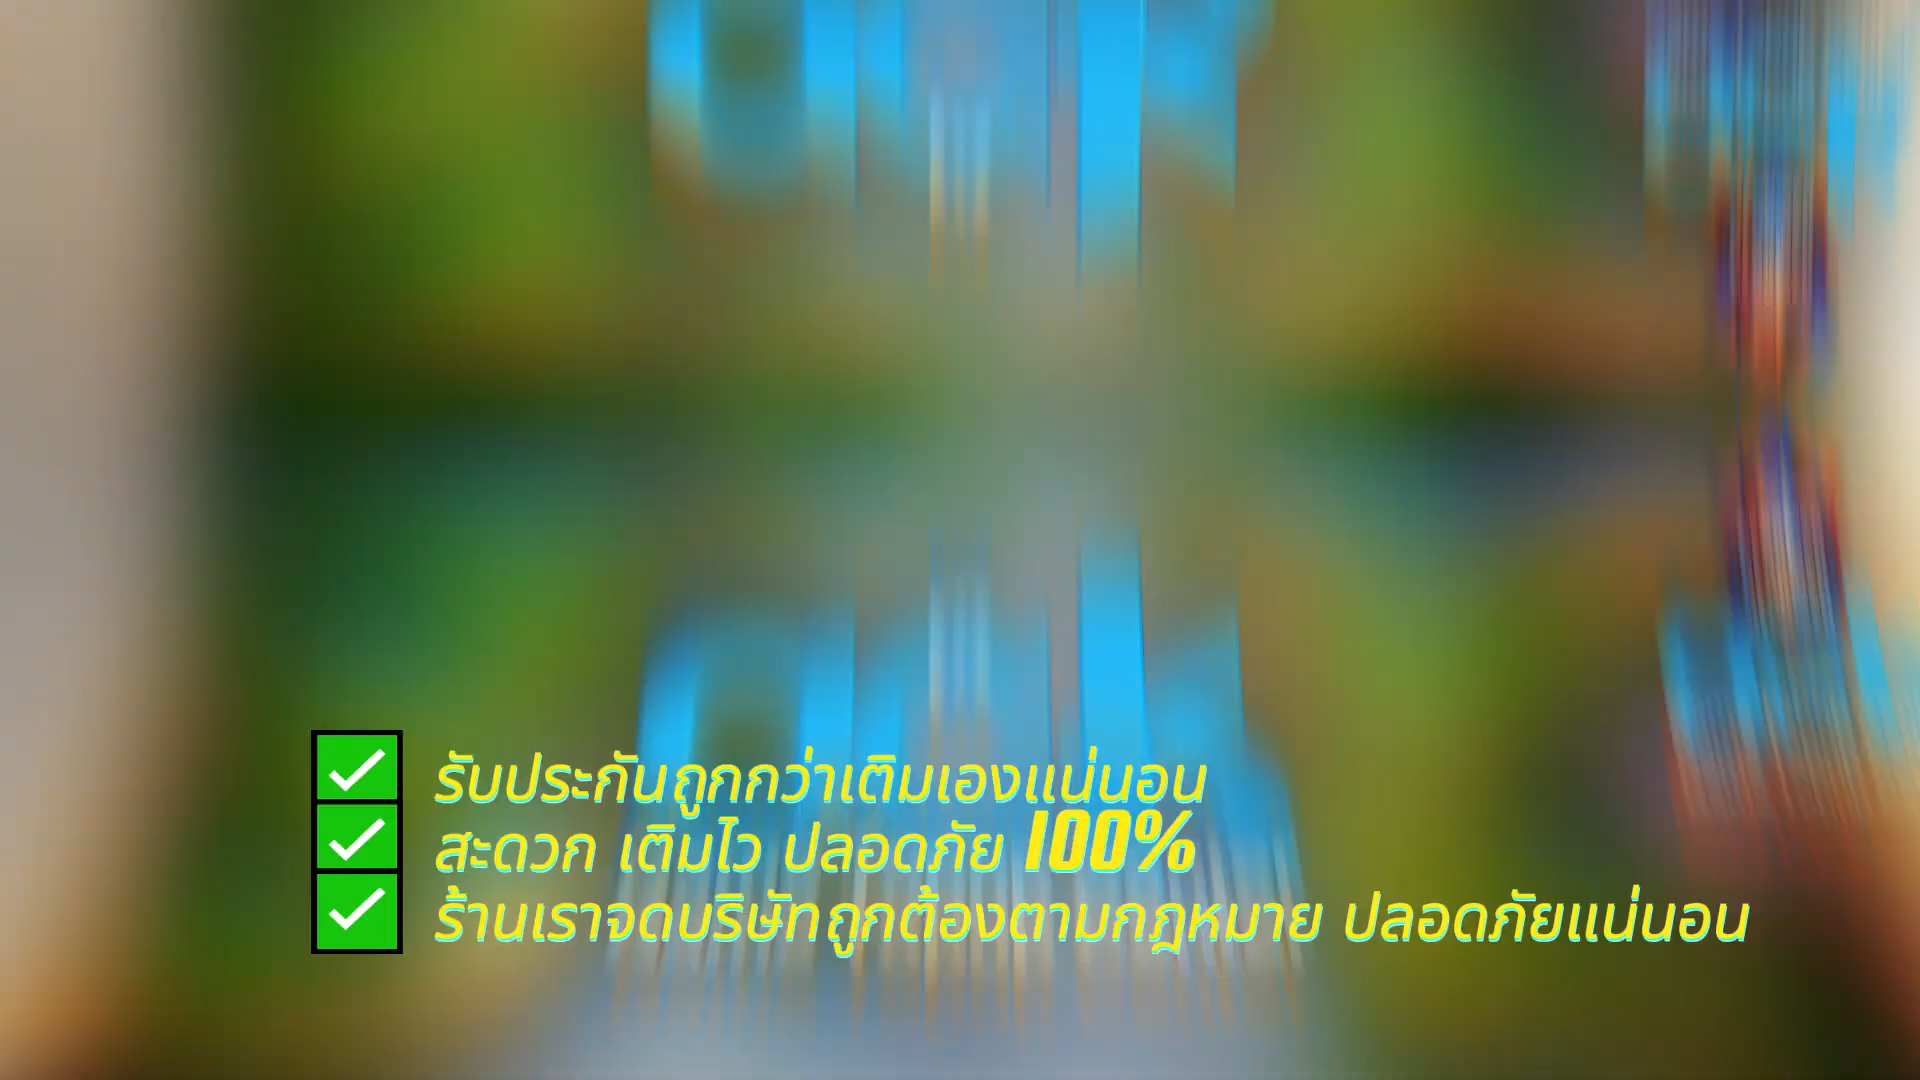 รับประกันถูกกว่าเติมเองแน่นอน
สะดวก เติมไว ปลอดภัย 100%
ร้านเราจดบริษัทถูกต้องตามกฎหมาย ปลอดภัยแน่นอน